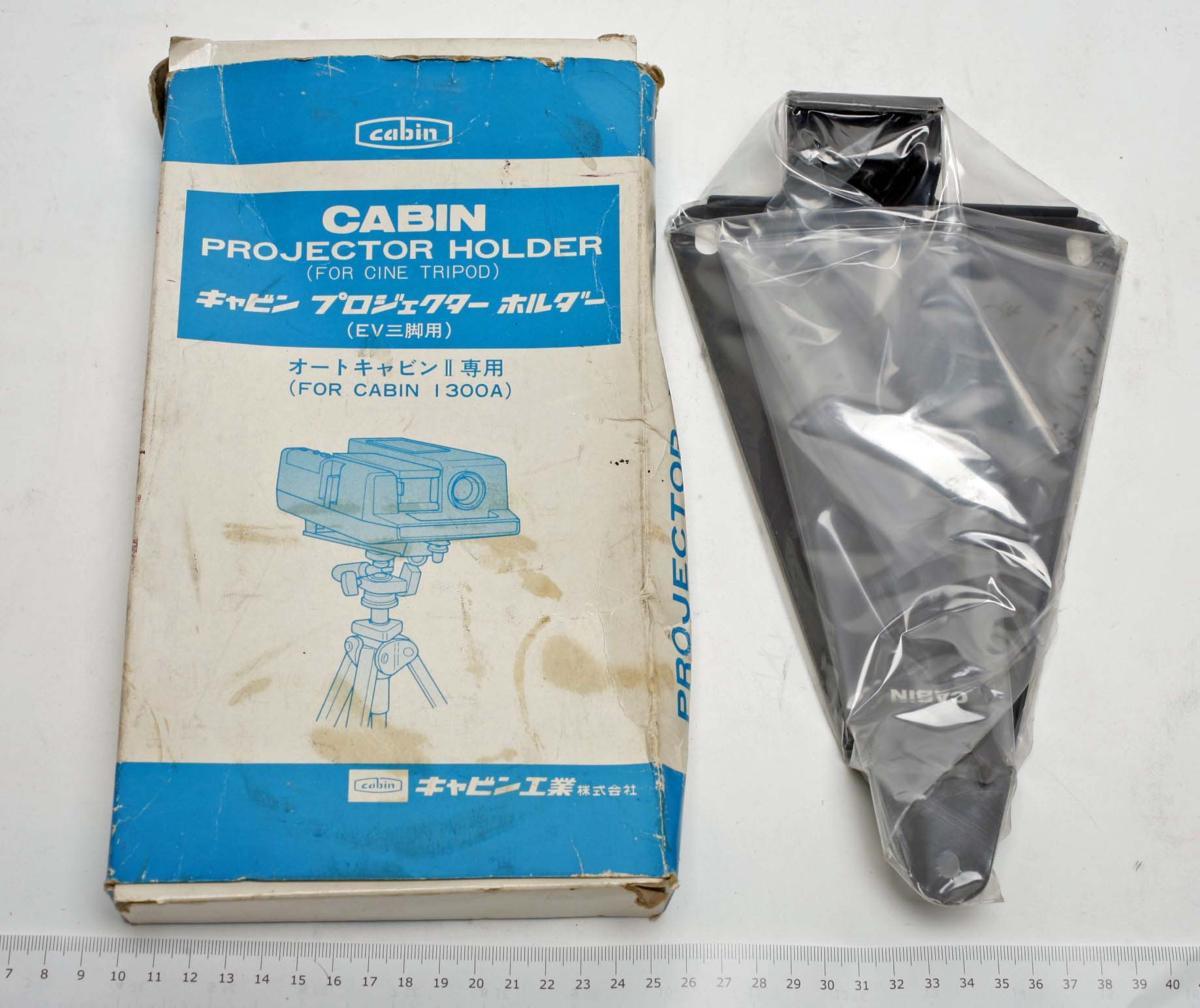 cabin
CABIN
PROJECTOR HOLDER
(FOR CINE TRIPOD)
キャビン プロジェクター ホルダー
(EV三脚用)
オートキャビンⅡ専用
(FOR CABIN 1300A)
PROJECTOR
cabin キャビン工業株式会社
CABIN
7 8 9 10 11 12 13 14 15 16 17 18 19 20 21 22 23 24 25 26 27 28 29 30 31 32 33 34 35 36 37 38 39 40